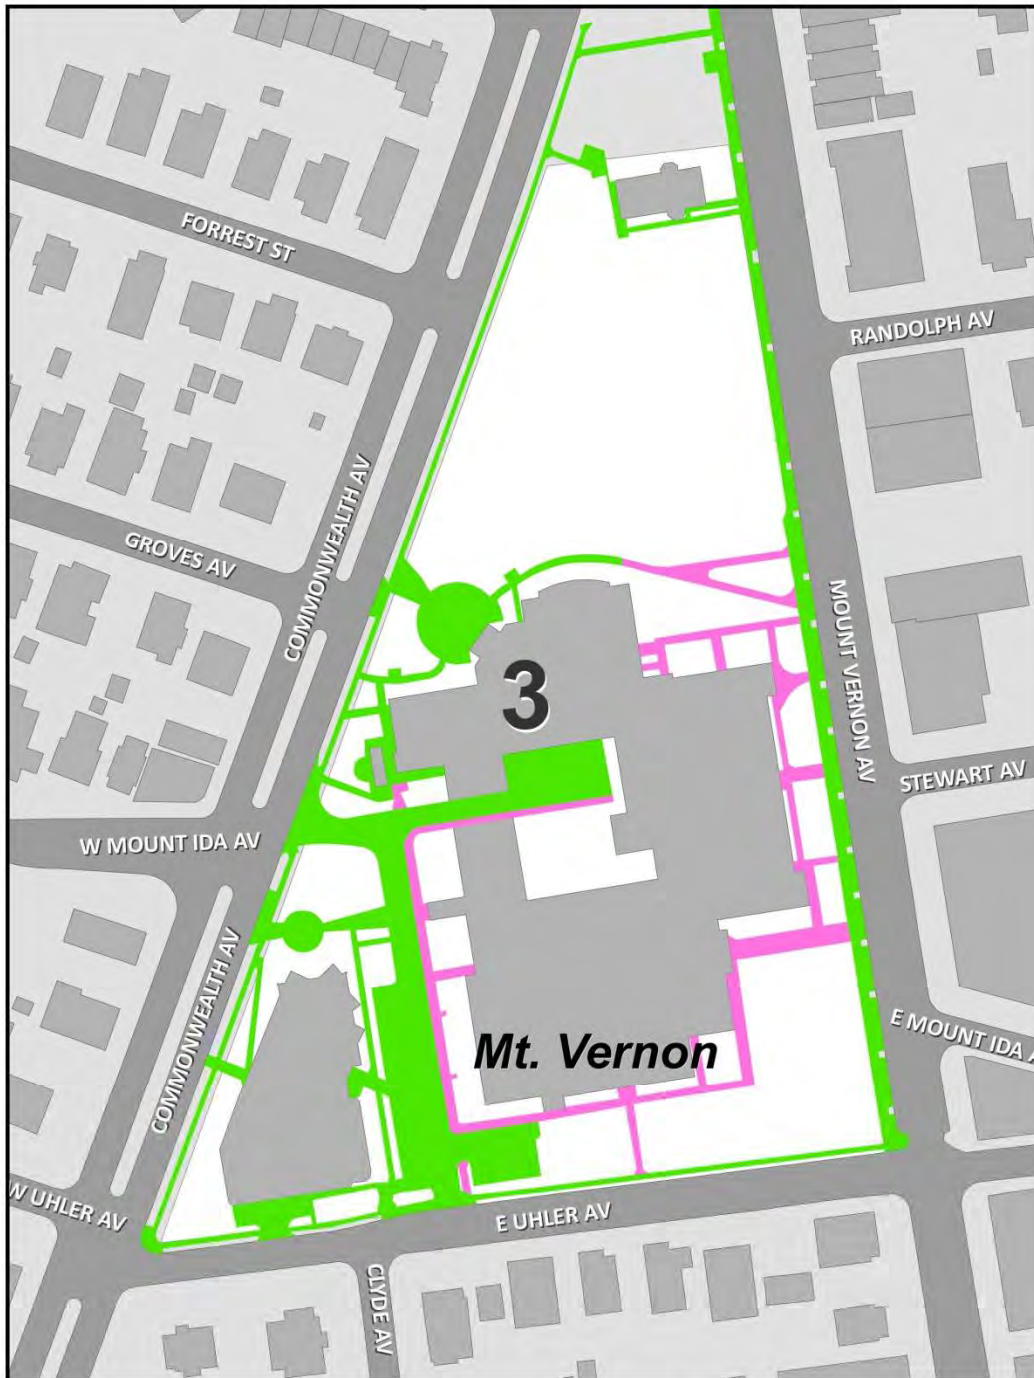 FORREST ST
RANDOLPH AV
COMMONWEALTH AV
GROVES AV
MOUNT VERNON AV
3
STEWART AV
W MOUNT IDA AV
COMMONWEALTH AV
E MOUNT IDA
Mt. Vernon
W UHLER AV
E UHLER AV
CLYDE AV